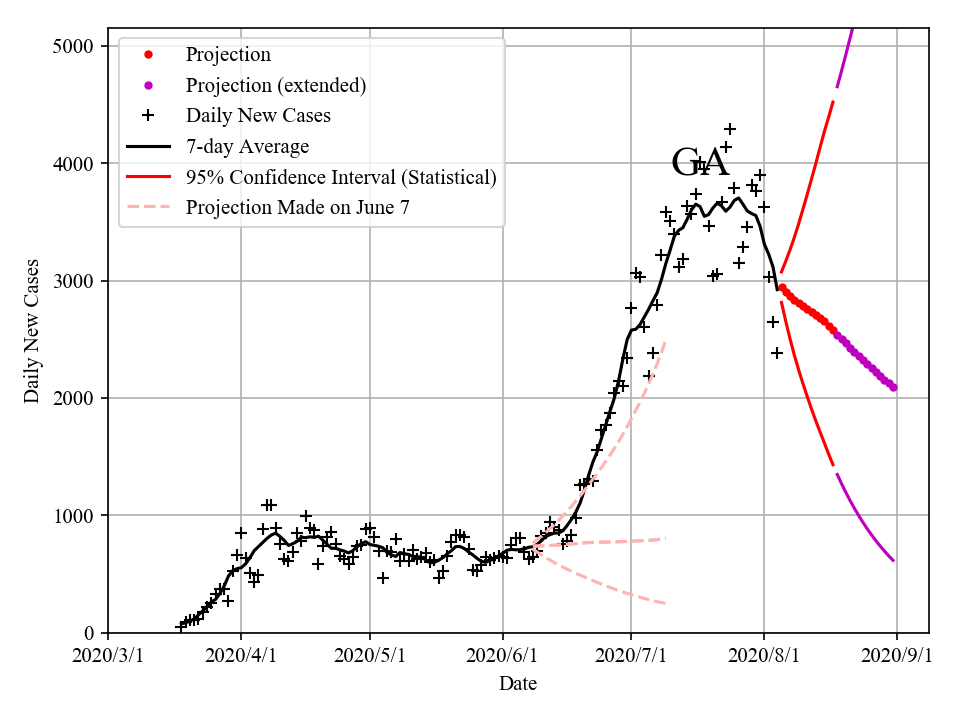 5000
4000
3000
2000
1000
0
Daily New Cases
Projection
Projection (extended)
Daily New Cases
7-day Average
95% Confidence Interval (Statistical)
Projection Made on June 7
GA
2020/3/1 2020/4/1 2020/5/1 2020/6/1 2020/7/1 2020/8/1 2020/9/1
Date